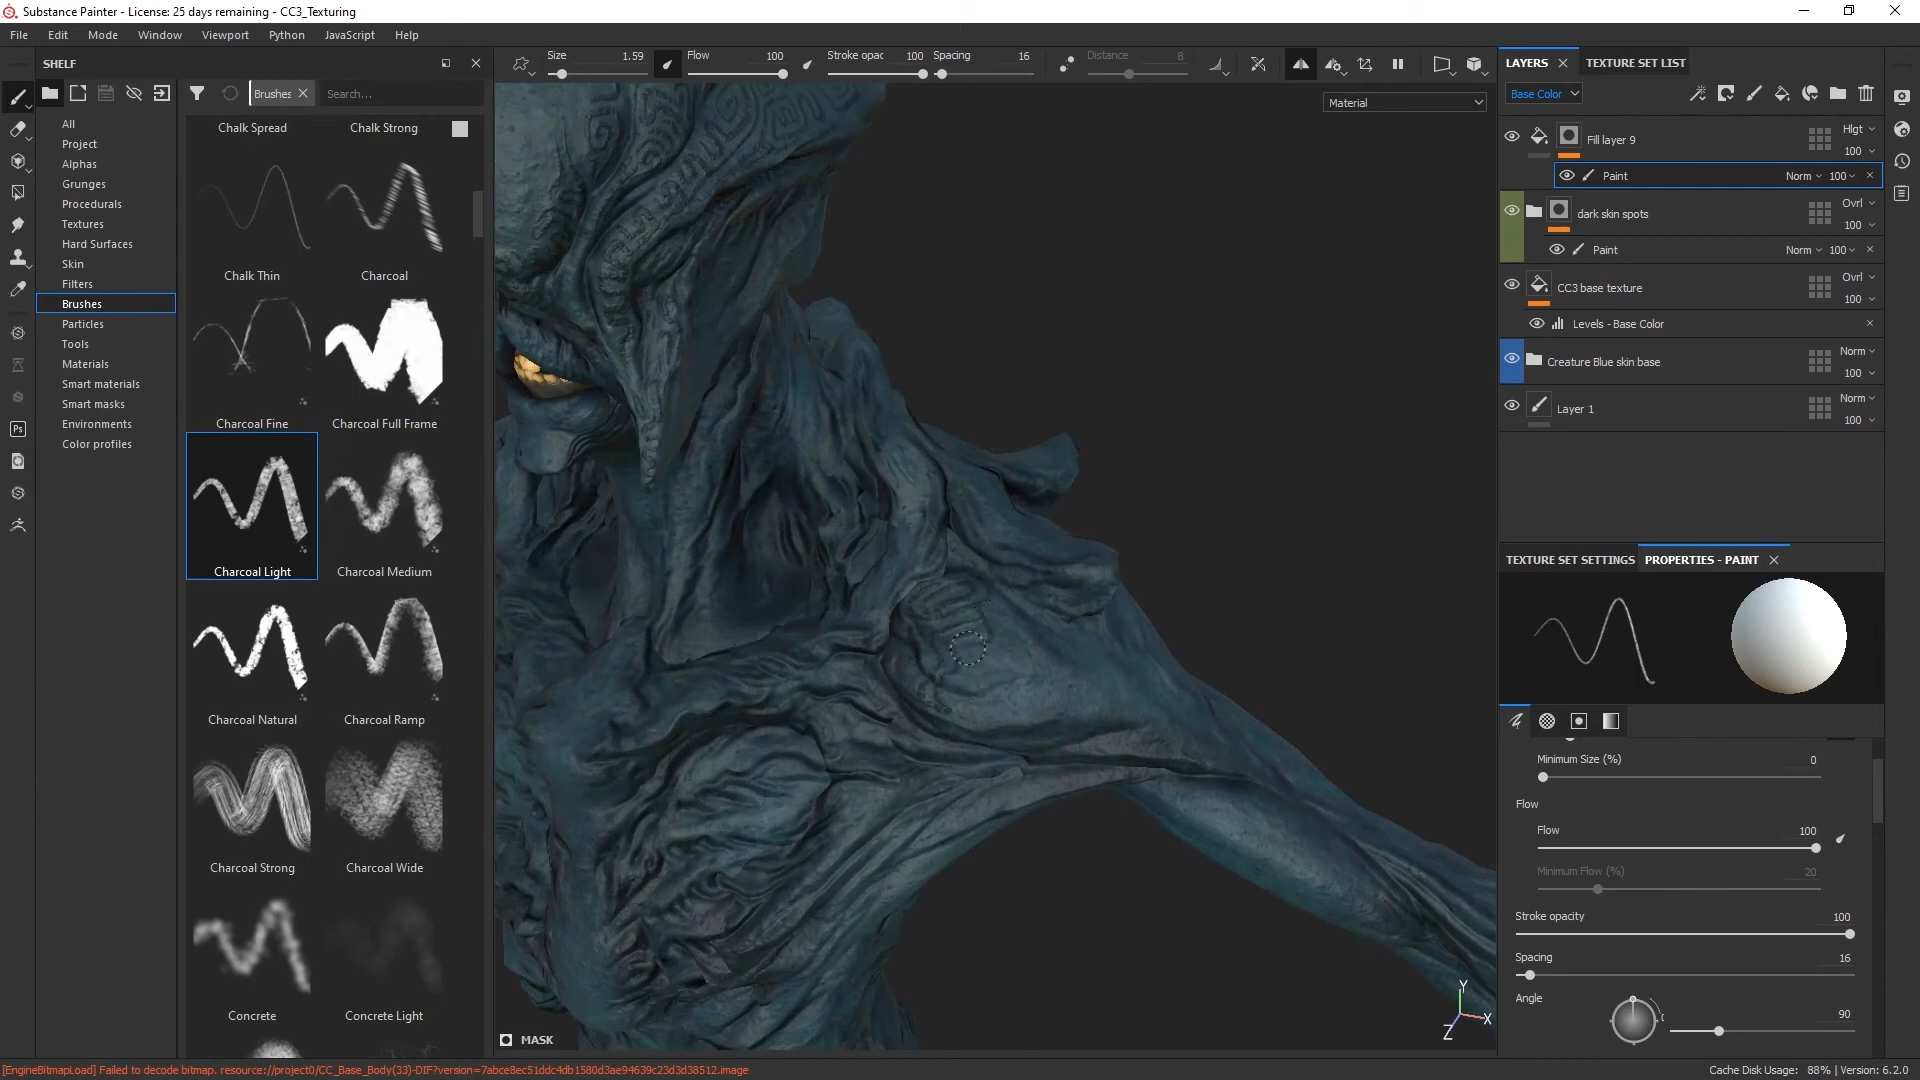 Substance Painter - License: 25 days remaining - CC3_Texturing
File Edit Mode Window Viewport Python JavaScript Help
SHELF
Brushes
Search...
All
Project
Alphas
Grunges
Procedurals
Textures
Hard Surfaces
Skin
Filters
Brushes
Particles
Tools
Materials
Smart materials
Smart masks
Environments
Color profiles
Ps
Chalk Spread Chalk Strong
Chalk Thin Charcoal
Charcoal Fine Charcoal Full Frame
Charcoal Light Charcoal Medium
Charcoal Natural Charcoal Ramp
Charcoal Strong Charcoal Wide
Concrete Concrete Light
Size 1.59 Flow 100 Stroke opac 100 Spacing 16 Distance 8
Material
MASK
Y
X
Z
LAYERS TEXTURE SET LIST
Base Color
Fill layer 9 Hlgt 100
Paint Norm 100
dark skin spots Ovrl 100
Paint Norm 100
CC3 base texture Ovrl 100
Levels - Base Color
Creature Blue skin base Norm 100
Layer 1 Norm 100
TEXTURE SET SETTINGS PROPERTIES - PAINT
Minimum Size (%) 0
Flow
Flow 100
Minimum Flow (%) 20
Stroke opacity 100
Spacing 16
Angle 90
[EngineBitmapLoad] Failed to decode bitmap. resource://project0/CC_Base_Body(33)-DIF?version=7abce8ec51ddc4db1580d3ae94639c23d3d38512.image
Cache Disk Usage: 88% | Version: 6.2.0